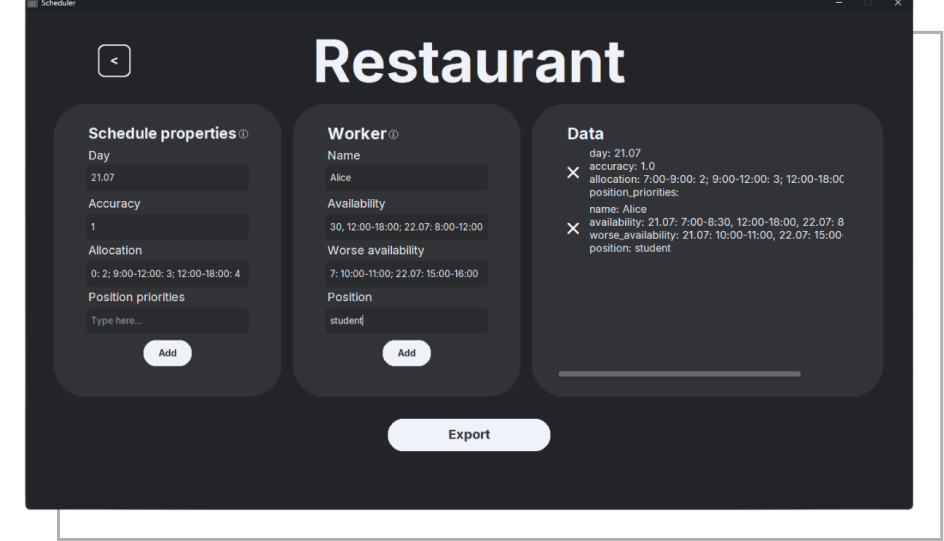 Scheduler
<
Restaurant
Schedule properties
Day
21.07
Accuracy
1
Allocation
0: 2; 9:00-12:00: 3; 12:00-18:00: 4
Position priorities
Type here...
Add
Worker
Name
Alice
Availability
30, 12:00-18:00; 22.07: 8:00-12:00
Worse availability
7: 10:00-11:00; 22.07: 15:00-16:00
Position
student
Add
Data
day: 21.07
accuracy: 1.0
allocation: 7:00-9:00: 2; 9:00-12:00: 3; 12:00-18:00
position_priorities:
name: Alice
availability: 21.07: 7:00-8:30, 12:00-18:00, 22.07: 8
worse_availability: 21.07: 10:00-11:00, 22.07: 15:00-
position: student
Export